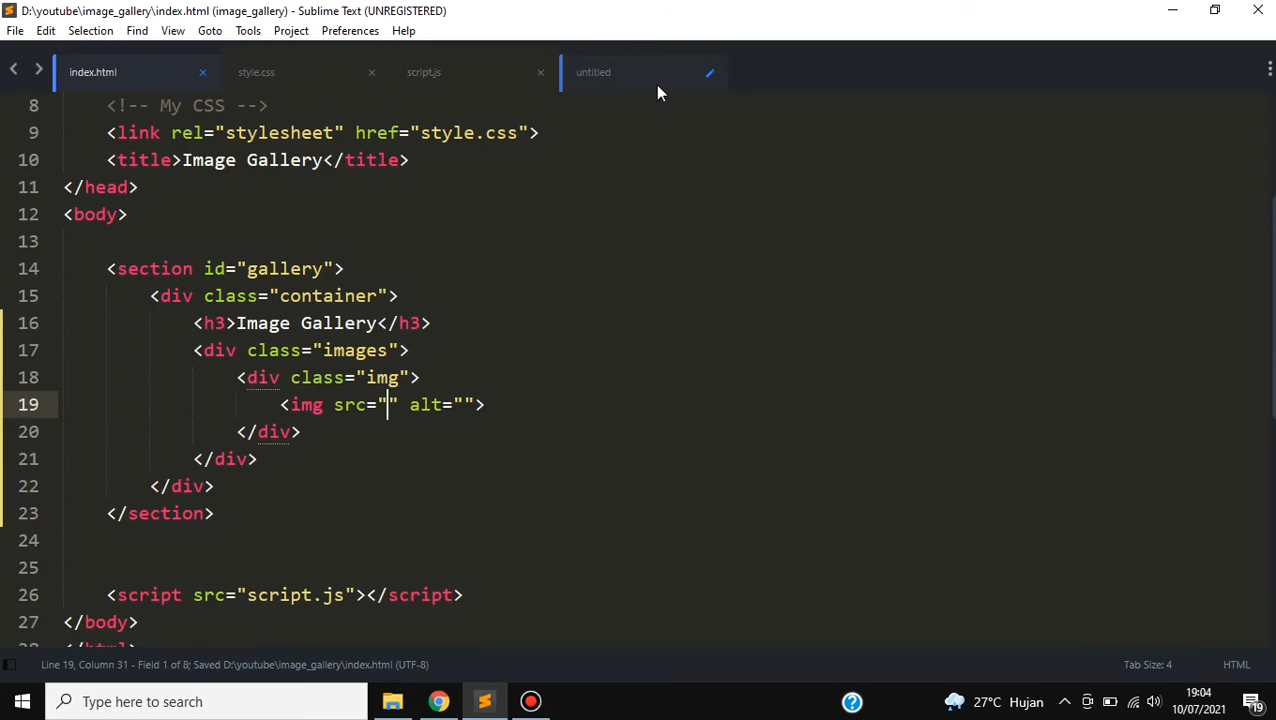 D:\youtube\image_gallery\index.html (image_gallery) - Sublime Text (UNREGISTERED)
File Edit Selection Find View Goto Tools Project Preferences Help
index.html style.css script.js untitled
8 <!-- My CSS -->
9 <link rel="stylesheet" href="style.css">
10 <title>Image Gallery</title>
11 </head>
12 <body>
13
14 <section id="gallery">
15 <div class="container">
16 <h3>Image Gallery</h3>
17 <div class="images">
18 <div class="img">
19 <img src="" alt="">
20 </div>
21 </div>
22 </div>
23 </section>
24
25
26 <script src="script.js"></script>
27 </body>
28 </html>
Line 19, Column 31 - Field 1 of 8; Saved D:\youtube\image_gallery\index.html (UTF-8) Tab Size: 4 HTML
Type here to search 27°C Hujan 19:04
10/07/2021 19